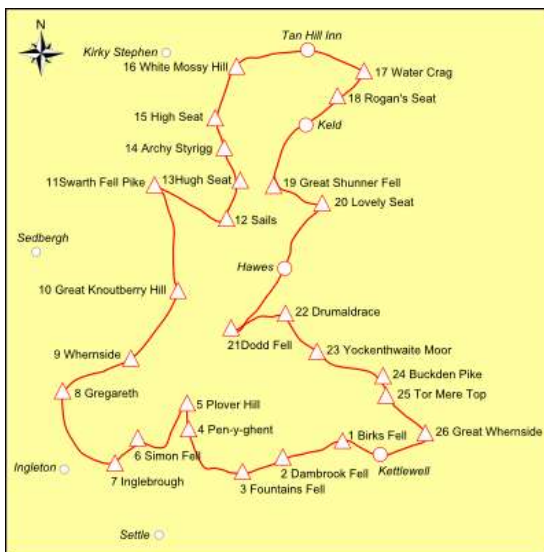 N
Tan Hill Inn
Kirky Stephen
16 White Mossy Hill
17 Water Crag
18 Rogan's Seat
15 High Seat
Keld
14 Archy Styrigg
13Hugh Seat
11Swarth Fell Pike
19 Great Shunner Fell
20 Lovely Seat
12 Sails
Sedbergh
Hawes
10 Great Knoutberry Hill
22 Drumaldrace
21Dodd Fell
23 Yockenthwaite Moor
9 Whernside
24 Buckden Pike
8 Gregareth
25 Tor Mere Top
5 Plover Hill
4 Pen-y-ghent
1 Birks Fell
26 Great Whernside
6 Simon Fell
Kettlewell
Ingleton
7 Inglebrough
2 Dambrook Fell
3 Fountains Fell
Settle